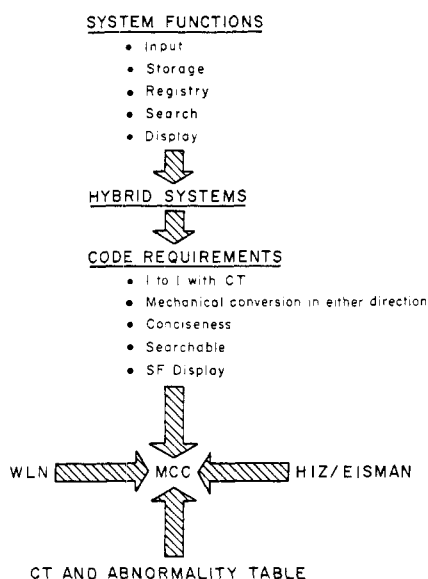 SYSTEM FUNCTIONS
• Input
• Storage
• Registry
• Search
• Display
HYBRID SYSTEMS
CODE REQUIREMENTS
• 1 to 1 with CT
• Mechanical conversion in either direction
• Conciseness
• Searchable
• SF Display
WLN MCC HIZ/EISMAN
CT AND ABNORMALITY TABLE